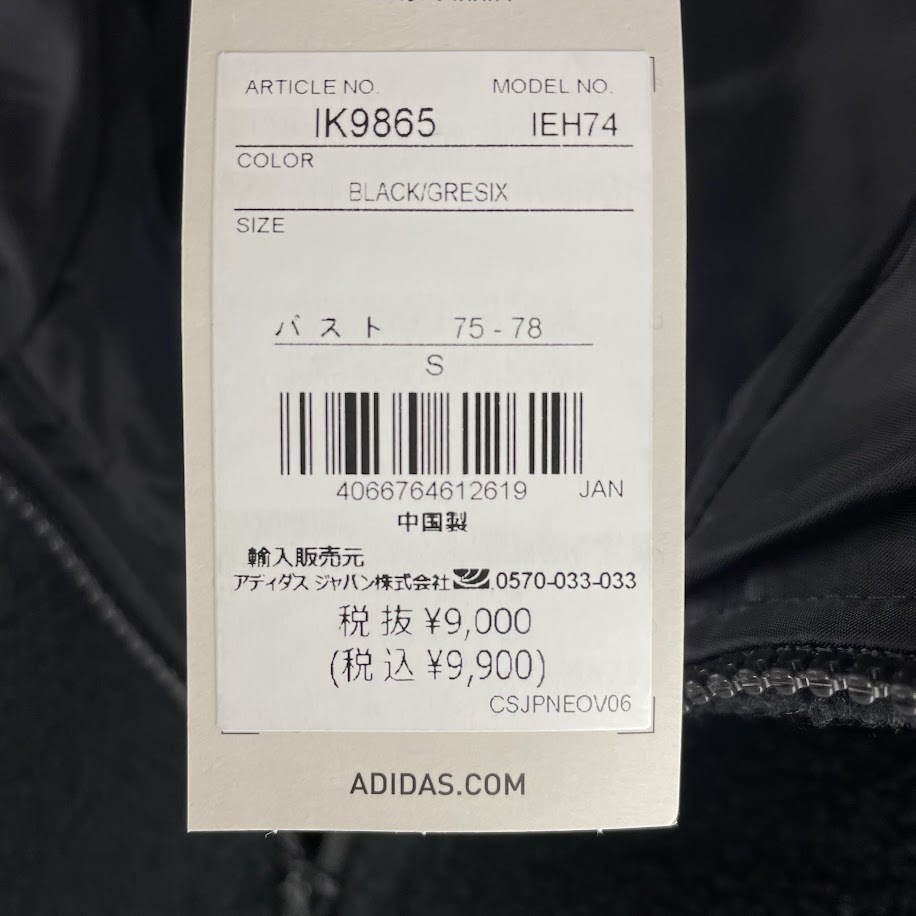 ARTICLE NO. MODEL NO.
IK9865 IEH74
COLOR
BLACK/GRESIX
SIZE
バスト 75-78
S
4066764612619 JAN
中国製
輸入販売元
アディダス ジャパン株式会社 0570-033-033
税抜 ¥9,000
(税込 ¥9,900)
CSJPNEOV06
ADIDAS.COM